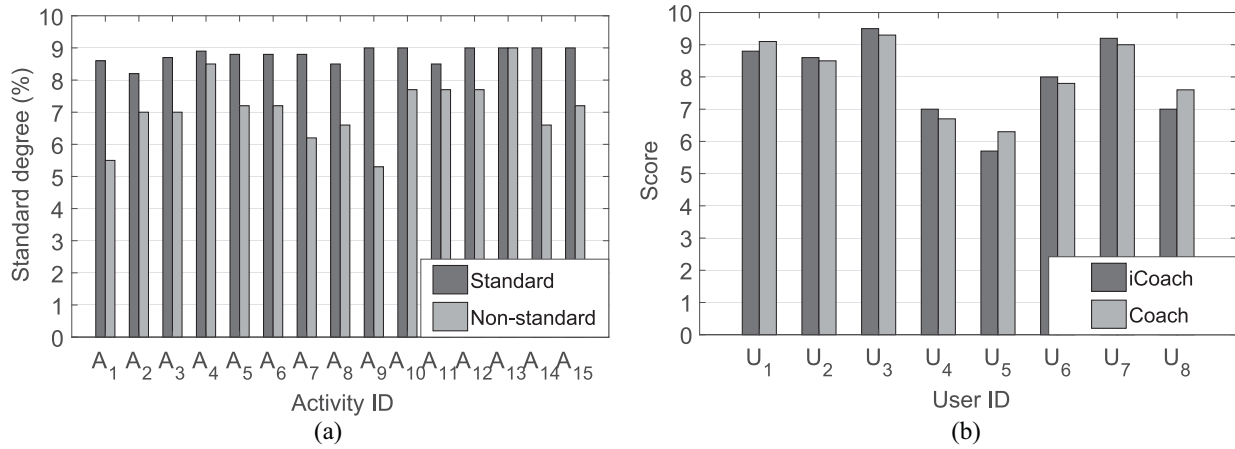 10
9
8
7
6
5
4
3
2
1
0
Standard degree (%)
Standard
Non-standard
A1 A2 A3 A4 A5 A6 A7 A8 A9 A10 A11 A12 A13 A14 A15
Activity ID
(a)
10
9
8
7
6
5
4
3
2
1
0
Score
iCoach
Coach
U1 U2 U3 U4 U5 U6 U7 U8
User ID
(b)